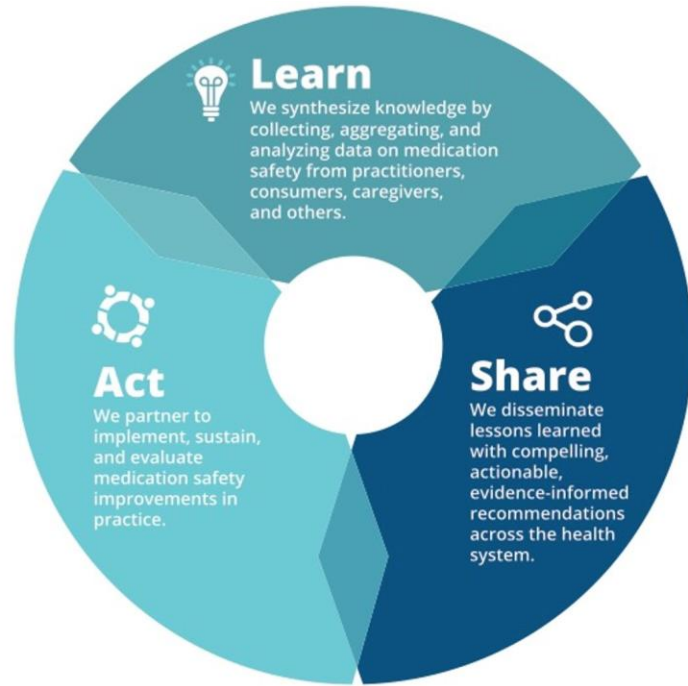 Learn
We synthesize knowledge by
collecting, aggregating, and
analyzing data on medication
safety from practitioners,
consumers, caregivers,
and others.
Share
We disseminate
lessons learned
with compelling,
actionable,
evidence-informed
recommendations
across the health
system.
Act
We partner to
implement, sustain,
and evaluate
medication safety
improvements in
practice.